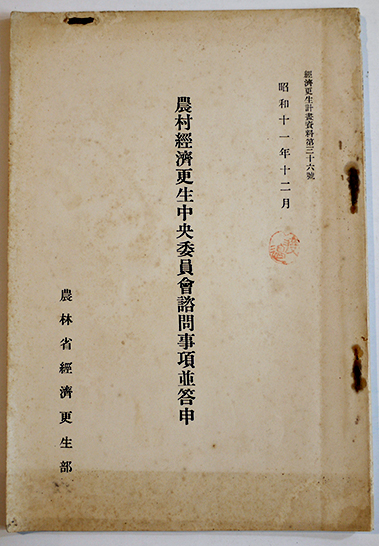 經濟更生計畫資料第三十六號
昭和十一年十二月
農村經濟更生中央委員會諮問事項並答申
農林省經濟更生部